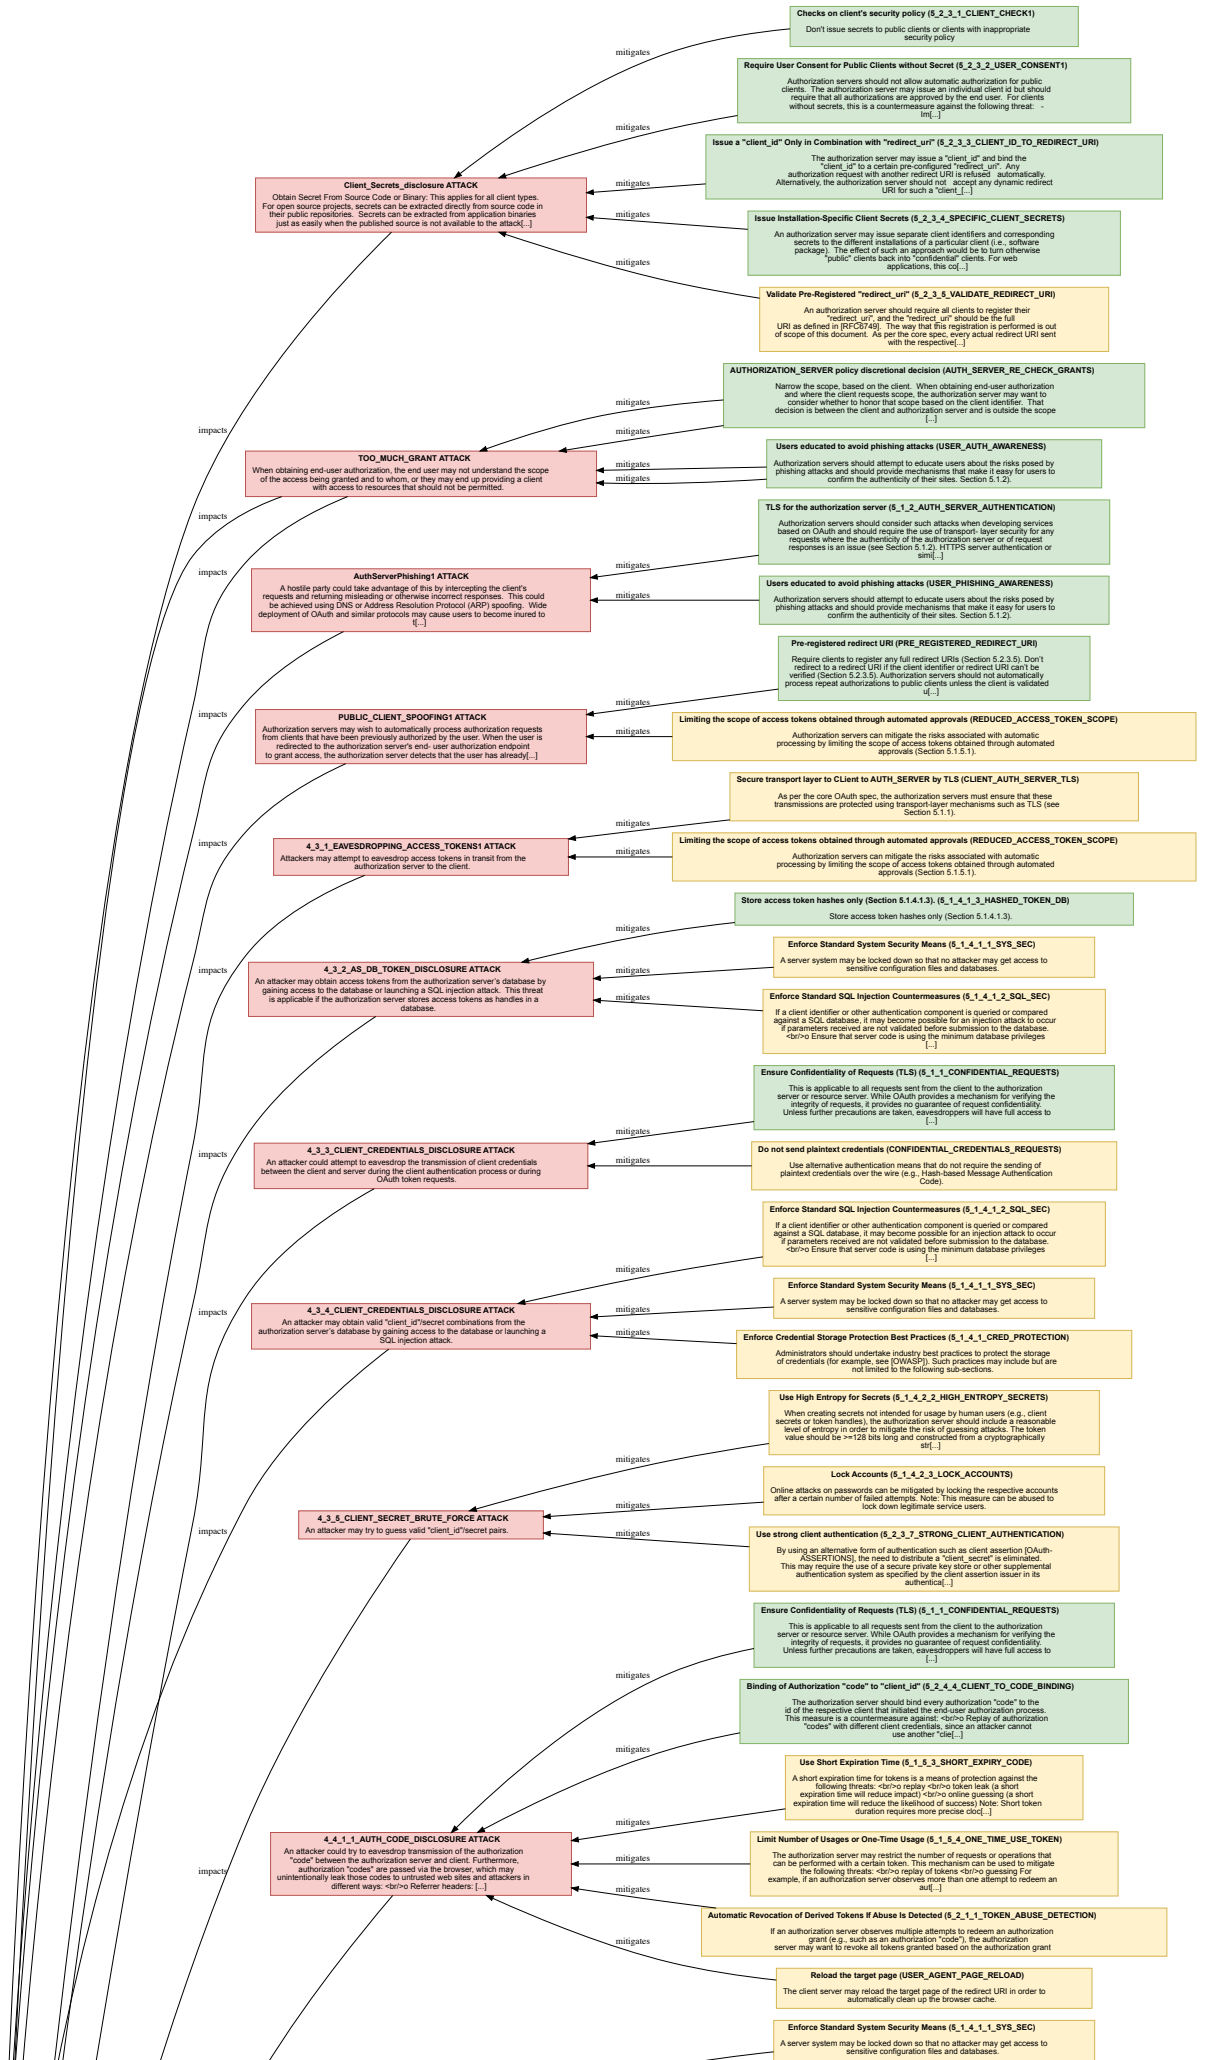 Checks on client's security policy (5_2_3_1_CLIENT_CHECK1)
Don't issue secrets to public clients or clients with inappropriate
security policy
mitigates
Require User Consent for Public Clients without Secret (5_2_3_2_USER_CONSENT1)
Authorization servers should not allow automatic authorization for public
clients. The authorization server may issue an individual client id but should
require that all authorizations are approved by the end user. For clients
without secrets, this is a countermeasure against the following threat: -
Im[...]
mitigates
Issue a "client_id" Only in Combination with "redirect_uri" (5_2_3_3_CLIENT_ID_TO_REDIRECT_URI)
The authorization server may issue a "client_id" and bind the
"client_id" to a certain pre-configured "redirect_uri". Any
authorization request with another redirect URI is refused automatically.
Alternatively, the authorization server should not accept any dynamic redirect
URI for such a "client_[...]
mitigates
Client_Secrets_disclosure ATTACK
Obtain Secret From Source Code or Binary: This applies for all client types.
For open source projects, secrets can be extracted directly from source code in
their public repositories. Secrets can be extracted from application binaries
just as easily when the published source is not available to the attack[...]
mitigates
Issue Installation-Specific Client Secrets (5_2_3_4_SPECIFIC_CLIENT_SECRETS)
An authorization server may issue separate client identifiers and corresponding
secrets to the different installations of a particular client (i.e., software
package). The effect of such an approach would be to turn otherwise
"public" clients back into "confidential" clients. For web
applications, this co[...]
mitigates
Validate Pre-Registered "redirect_uri" (5_2_3_5_VALIDATE_REDIRECT_URI)
An authorization server should require all clients to register their
"redirect_uri", and the "redirect_uri" should be the full
URI as defined in [RFC6749]. The way that this registration is performed is out
of scope of this document. As per the core spec, every actual redirect URI sent
with the respective[...]
AUTHORIZATION_SERVER policy discretional decision (AUTH_SERVER_RE_CHECK_GRANTS)
Narrow the scope, based on the client. When obtaining end-user authorization
and where the client requests scope, the authorization server may want to
consider whether to honor that scope based on the client identifier. That
decision is between the client and authorization server and is outside the scope
[...]
mitigates
mitigates
impacts
TOO_MUCH_GRANT ATTACK
When obtaining end-user authorization, the end user may not understand the scope
of the access being granted and to whom, or they may end up providing a client
with access to resources that should not be permitted.
Users educated to avoid phishing attacks (USER_AUTH_AWARENESS)
Authorization servers should attempt to educate users about the risks posed by
phishing attacks and should provide mechanisms that make it easy for users to
confirm the authenticity of their sites. Section 5.1.2).
mitigates
mitigates
impacts
TLS for the authorization server (5_1_2_AUTH_SERVER_AUTHENTICATION)
Authorization servers should consider such attacks when developing services
based on OAuth and should require the use of transport- layer security for any
requests where the authenticity of the authorization server or of request
responses is an issue (see Section 5.1.2). HTTPS server authentication or
simi[...]
mitigates
impacts
AuthServerPhishing1 ATTACK
A hostile party could take advantage of this by intercepting the client's
requests and returning misleading or otherwise incorrect responses. This could
be achieved using DNS or Address Resolution Protocol (ARP) spoofing. Wide
deployment of OAuth and similar protocols may cause users to become inured to
t[...]
mitigates
Users educated to avoid phishing attacks (USER_PHISHING_AWARENESS)
Authorization servers should attempt to educate users about the risks posed by
phishing attacks and should provide mechanisms that make it easy for users to
confirm the authenticity of their sites. Section 5.1.2).
Pre-registered redirect URI (PRE_REGISTERED_REDIRECT_URI)
Require clients to register any full redirect URIs (Section 5.2.3.5). Don't
redirect to a redirect URI if the client identifier or redirect URI can't be
verified (Section 5.2.3.5). Authorization servers should not automatically
process repeat authorizations to public clients unless the client is validated
u[...]
mitigates
impacts
PUBLIC_CLIENT_SPOOFING1 ATTACK
Authorization servers may wish to automatically process authorization requests
from clients that have been previously authorized by the user. When the user is
redirected to the authorization server's end- user authorization endpoint
to grant access, the authorization server detects that the user has already[...]
mitigates
Limiting the scope of access tokens obtained through automated approvals (REDUCED_ACCESS_TOKEN_SCOPE)
Authorization servers can mitigate the risks associated with automatic
processing by limiting the scope of access tokens obtained through automated
approvals (Section 5.1.5.1).
Secure transport layer to CLient to AUTH_SERVER by TLS (CLIENT_AUTH_SERVER_TLS)
As per the core OAuth spec, the authorization servers must ensure that these
transmissions are protected using transport-layer mechanisms such as TLS (see
Section 5.1.1).
mitigates
impacts
4_3_1_EAVESDROPPING_ACCESS_TOKENS1 ATTACK
Attackers may attempt to eavesdrop access tokens in transit from the
authorization server to the client.
mitigates
Limiting the scope of access tokens obtained through automated approvals (REDUCED_ACCESS_TOKEN_SCOPE)
Authorization servers can mitigate the risks associated with automatic
processing by limiting the scope of access tokens obtained through automated
approvals (Section 5.1.5.1).
Store access token hashes only (Section 5.1.4.1.3). (5_1_4_1_3_HASHED_TOKEN_DB)
Store access token hashes only (Section 5.1.4.1.3).
mitigates
impacts
4_3_2_AS_DB_TOKEN_DISCLOSURE ATTACK
An attacker may obtain access tokens from the authorization server's database by
gaining access to the database or launching a SQL injection attack. This threat
is applicable if the authorization server stores access tokens as handles in a
database.
mitigates
Enforce Standard System Security Means (5_1_4_1_1_SYS_SEC)
A server system may be locked down so that no attacker may get access to
sensitive configuration files and databases.
mitigates
Enforce Standard SQL Injection Countermeasures (5_1_4_1_2_SQL_SEC)
If a client identifier or other authentication component is queried or compared
against a SQL database, it may become possible for an injection attack to occur
if parameters received are not validated before submission to the database.
<br/>o Ensure that server code is using the minimum database privileges
[...]
Ensure Confidentiality of Requests (TLS) (5_1_1_CONFIDENTIAL_REQUESTS)
This is applicable to all requests sent from the client to the authorization
server or resource server. While OAuth provides a mechanism for verifying the
integrity of requests, it provides no guarantee of request confidentiality.
Unless further precautions are taken, eavesdroppers will have full access to
[...]
mitigates
impacts
4_3_3_CLIENT_CREDENTIALS_DISCLOSURE ATTACK
An attacker could attempt to eavesdrop the transmission of client credentials
between the client and server during the client authentication process or during
OAuth token requests.
mitigates
Do not send plaintext credentials (CONFIDENTIAL_CREDENTIALS_REQUESTS)
Use alternative authentication means that do not require the sending of
plaintext credentials over the wire (e.g., Hash-based Message Authentication
Code).
Enforce Standard SQL Injection Countermeasures (5_1_4_1_2_SQL_SEC)
If a client identifier or other authentication component is queried or compared
against a SQL database, it may become possible for an injection attack to occur
if parameters received are not validated before submission to the database.
<br/>o Ensure that server code is using the minimum database privileges
[...]
mitigates
impacts
4_3_4_CLIENT_CREDENTIALS_DISCLOSURE ATTACK
An attacker may obtain valid "client_id"/secret combinations from the
authorization server's database by gaining access to the database or launching a
SQL injection attack.
mitigates
Enforce Standard System Security Means (5_1_4_1_1_SYS_SEC)
A server system may be locked down so that no attacker may get access to
sensitive configuration files and databases.
mitigates
Enforce Credential Storage Protection Best Practices (5_1_4_1_CRED_PROTECTION)
Administrators should undertake industry best practices to protect the storage
of credentials (for example, see [OWASP]). Such practices may include but are
not limited to the following sub-sections.
Use High Entropy for Secrets (5_1_4_2_2_HIGH_ENTROPY_SECRETS)
When creating secrets not intended for usage by human users (e.g., client
secrets or token handles), the authorization server should include a reasonable
level of entropy in order to mitigate the risk of guessing attacks. The token
value should be >=128 bits long and constructed from a cryptographically
str[...]
mitigates
Lock Accounts (5_1_4_2_3_LOCK_ACCOUNTS)
Online attacks on passwords can be mitigated by locking the respective accounts
after a certain number of failed attempts. Note: This measure can be abused to
lock down legitimate service users.
mitigates
impacts
4_3_5_CLIENT_SECRET_BRUTE_FORCE ATTACK
An attacker may try to guess valid "client_id"/secret pairs.
mitigates
Use strong client authentication (5_2_3_7_STRONG_CLIENT_AUTHENTICATION)
By using an alternative form of authentication such as client assertion [OAuth-
ASSERTIONS], the need to distribute a "client_secret" is eliminated.
This may require the use of a secure private key store or other supplemental
authentication system as specified by the client assertion issuer in its
authentica[...]
Ensure Confidentiality of Requests (TLS) (5_1_1_CONFIDENTIAL_REQUESTS)
This is applicable to all requests sent from the client to the authorization
server or resource server. While OAuth provides a mechanism for verifying the
integrity of requests, it provides no guarantee of request confidentiality.
Unless further precautions are taken, eavesdroppers will have full access to
[...]
mitigates
Binding of Authorization "code" to "client_id" (5_2_4_4_CLIENT_TO_CODE_BINDING)
The authorization server should bind every authorization "code" to the
id of the respective client that initiated the end-user authorization process.
This measure is a countermeasure against: <br/>o Replay of authorization
"codes" with different client credentials, since an attacker cannot
use another "clie[...]
mitigates
Use Short Expiration Time (5_1_5_3_SHORT_EXPIRY_CODE)
A short expiration time for tokens is a means of protection against the
following threats: <br/>o replay <br/>o token leak (a short
expiration time will reduce impact) <br/>o online guessing (a short
expiration time will reduce the likelihood of success) Note: Short token
duration requires more precise cloc[...]
mitigates
impacts
4_4_1_1_AUTH_CODE_DISCLOSURE ATTACK
An attacker could try to eavesdrop transmission of the authorization
"code" between the authorization server and client. Furthermore,
authorization "codes" are passed via the browser, which may
unintentionally leak those codes to untrusted web sites and attackers in
different ways: <br/>o Referrer headers: [...]
mitigates
Limit Number of Usages or One-Time Usage (5_1_5_4_ONE_TIME_USE_TOKEN)
The authorization server may restrict the number of requests or operations that
can be performed with a certain token. This mechanism can be used to mitigate
the following threats: <br/>o replay of tokens <br/>o guessing For
example, if an authorization server observes more than one attempt to redeem an
aut[...]
mitigates
Automatic Revocation of Derived Tokens If Abuse Is Detected (5_2_1_1_TOKEN_ABUSE_DETECTION)
If an authorization server observes multiple attempts to redeem an authorization
grant (e.g., such as an authorization "code"), the authorization
server may want to revoke all tokens granted based on the authorization grant
mitigates
Reload the target page (USER_AGENT_PAGE_RELOAD)
The client server may reload the target page of the redirect URI in order to
automatically clean up the browser cache.
Enforce Standard System Security Means (5_1_4_1_1_SYS_SEC)
A server system may be locked down so that no attacker may get access to
sensitive configuration files and databases.